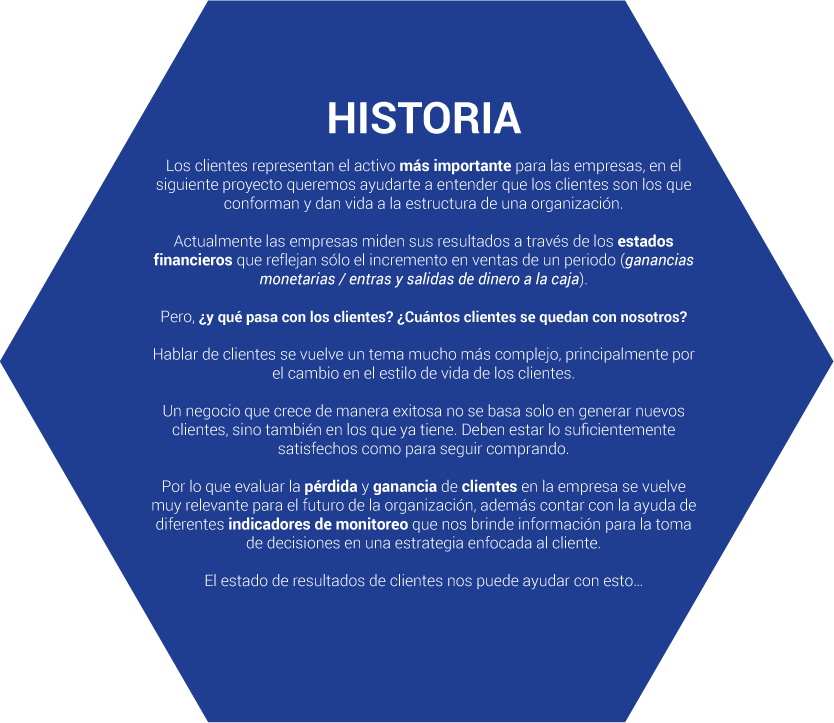 HISTORIA
Los clientes representan el activo más importante para las empresas, en el
siguiente proyecto queremos ayudarte a entender que los clientes son los que
conforman y dan vida a la estructura de una organización.
Actualmente las empresas miden sus resultados a través de los estados
financieros que reflejan sólo el incremento en ventas de un periodo (ganancias
monetarias / entras y salidas de dinero a la caja).
Pero, ¿y qué pasa con los clientes? ¿Cuántos clientes se quedan con nosotros?
Hablar de clientes se vuelve un tema mucho más complejo, principalmente por
el cambio en el estilo de vida de los clientes.
Un negocio que crece de manera exitosa no se basa solo en generar nuevos
clientes, sino también en los que ya tiene. Deben estar lo suficientemente
satisfechos como para seguir comprando.
Por lo que evaluar la pérdida y ganancia de clientes en la empresa se vuelve
muy relevante para el futuro de la organización, además contar con la ayuda de
diferentes indicadores de monitoreo que nos brinde información para la toma
de decisiones en una estrategia enfocada al cliente.
El estado de resultados de clientes nos puede ayudar con esto...